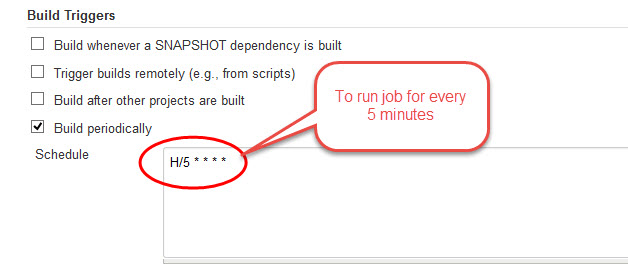 Build Triggers
Build whenever a SNAPSHOT dependency is built
Trigger builds remotely (e.g., from scripts)
Build after other projects are built
Build periodically
To run job for every
5 minutes
Schedule
H/5 * * * *